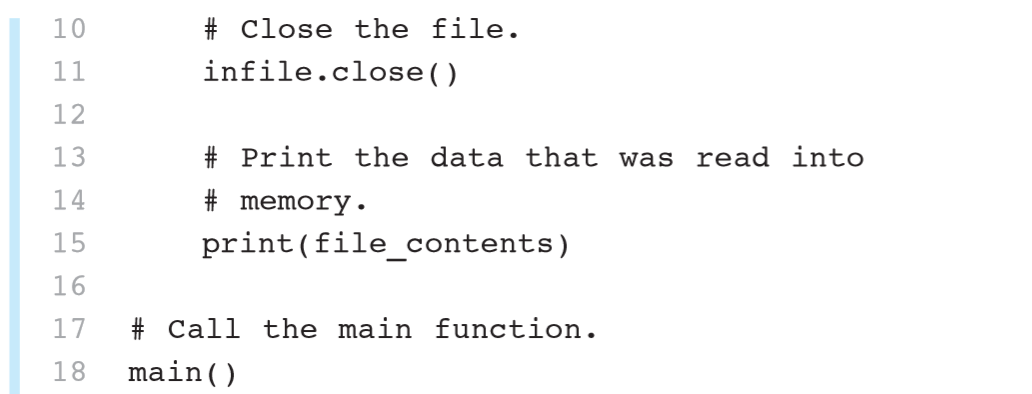 10 # Close the file.
11 infile.close()
12
13 # Print the data that was read into
14 # memory.
15 print(file_contents)
16
17 # Call the main function.
18 main()